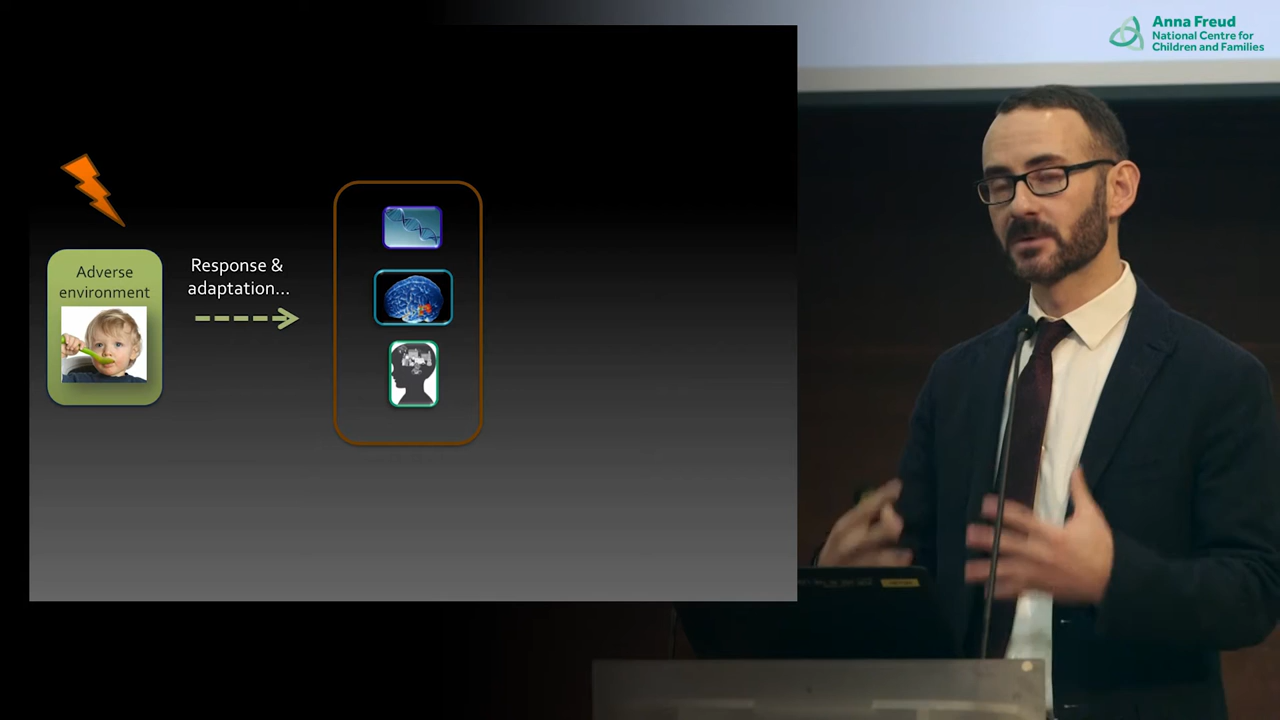 Anna Freud
National Centre for
Children and Families
Adverse
environment
Response &
adaptation...